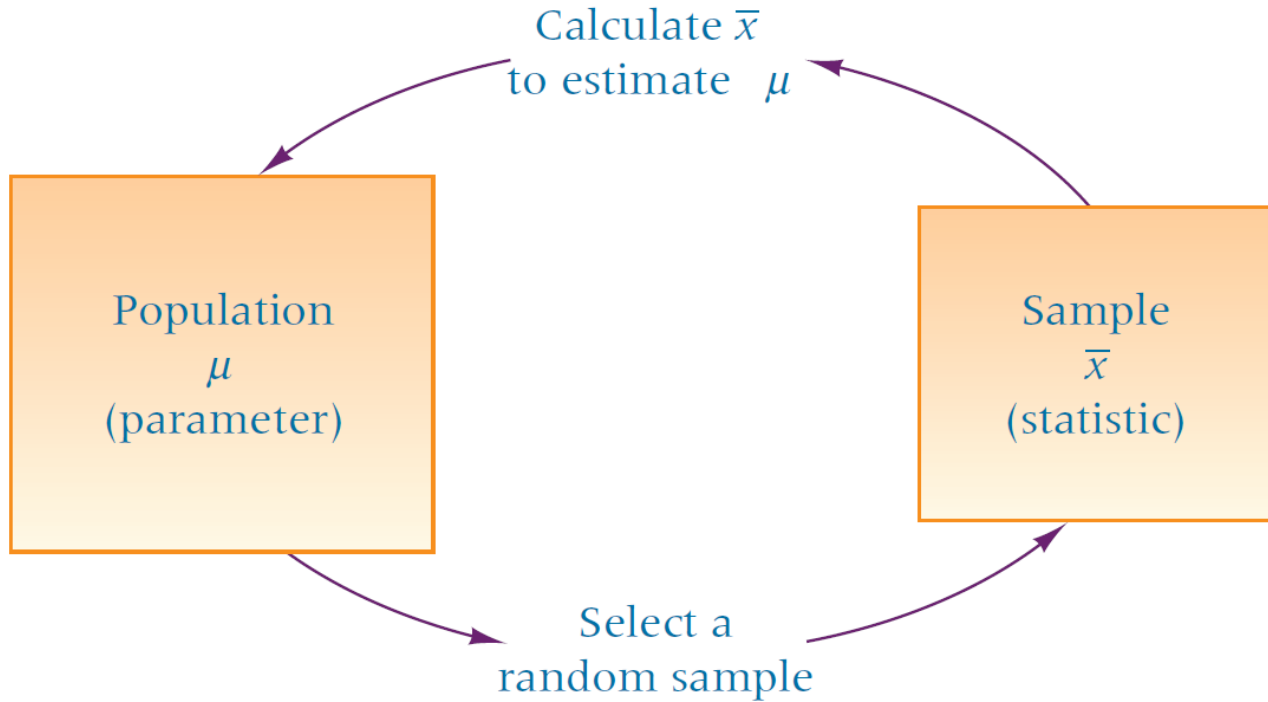 Calculate x̅
to estimate μ
Population
μ
(parameter)
Sample
x̅
(statistic)
Select a
random sample